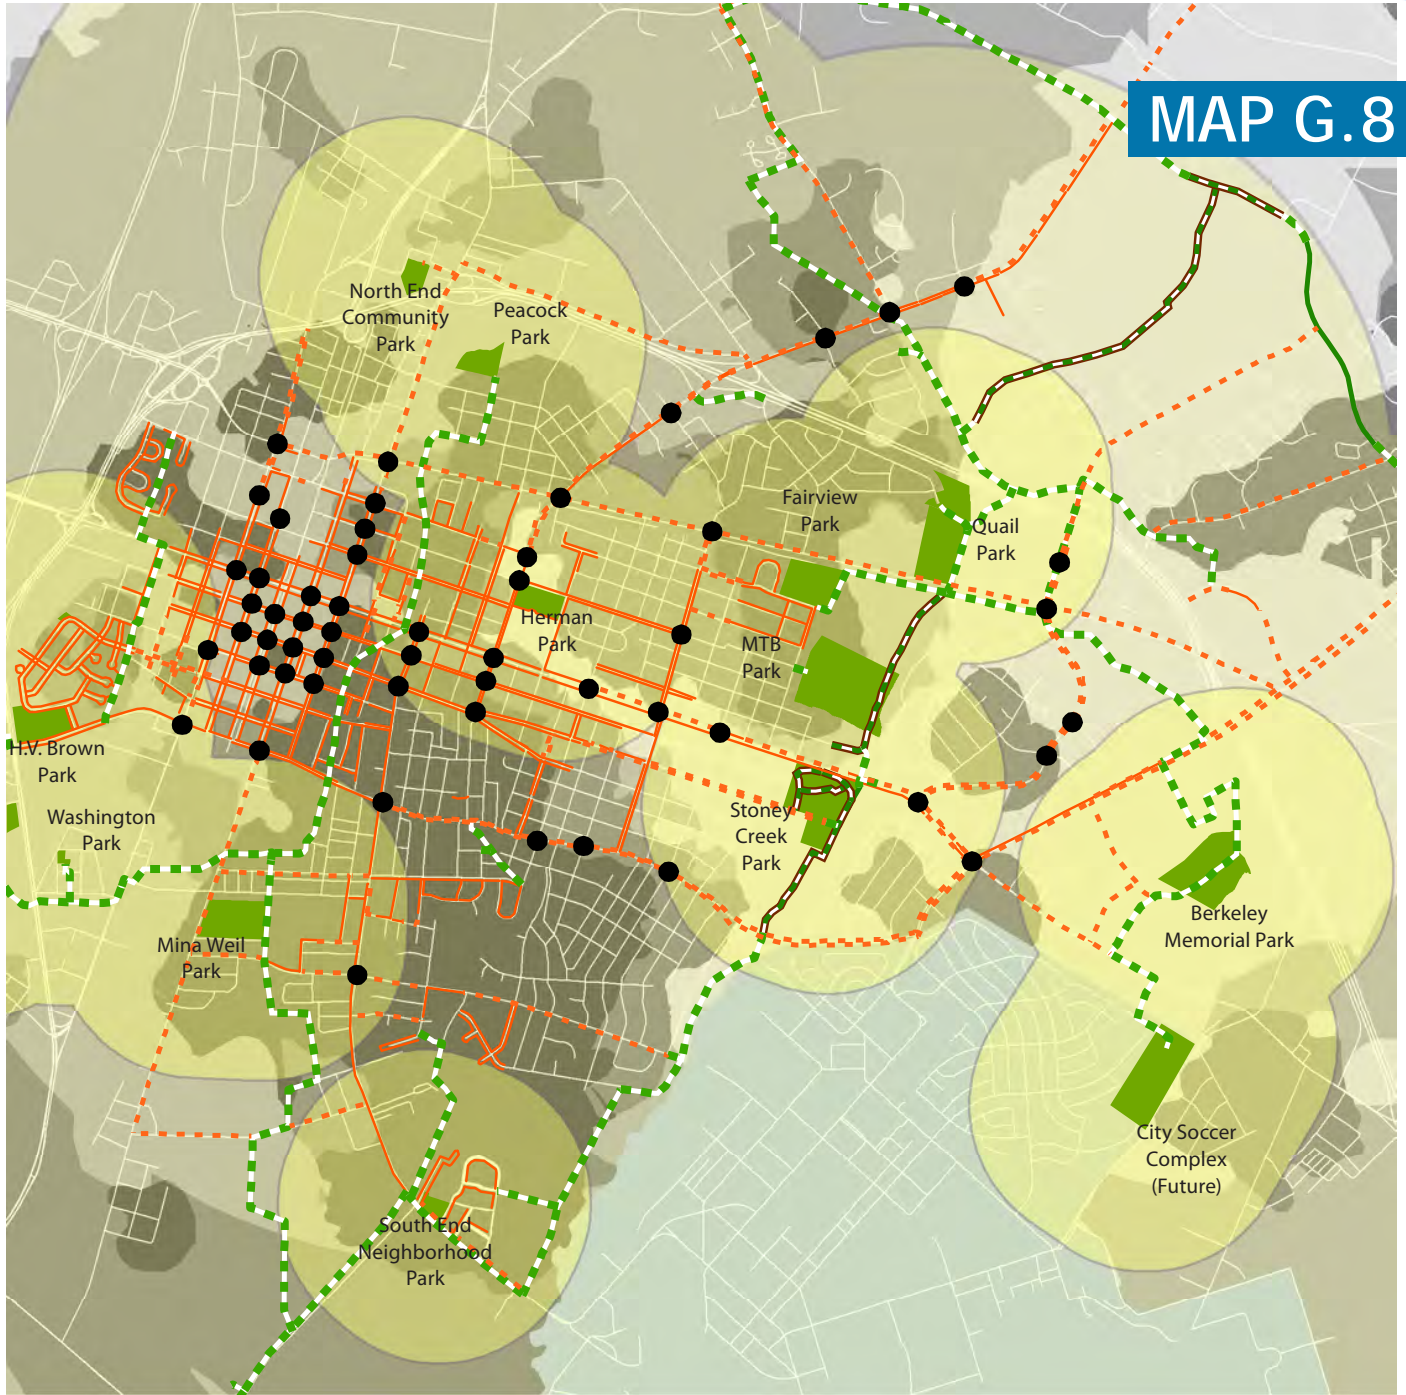 MAP G.8
North End
Community
Park
Peacock
Park
Fairview
Park
Quail
Park
Herman
Park
MTB
Park
H.V. Brown
Park
Washington
Park
Stoney
Creek
Park
Mina Weil
Park
Berkeley
Memorial Park
City Soccer
Complex
(Future)
South End
Neighborhood
Park